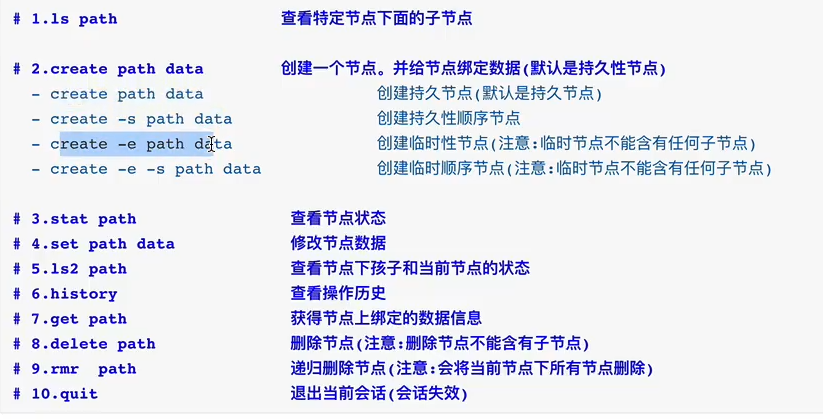 # 1.ls path 查看特定节点下面的子节点
# 2.create path data 创建一个节点。并给节点绑定数据(默认是持久性节点)
- create path data 创建持久节点(默认是持久节点)
- create -s path data 创建持久性顺序节点
- create -e path data 创建临时性节点(注意:临时节点不能含有任何子节点)
- create -e -s path data 创建临时顺序节点(注意:临时节点不能含有任何子节点)
# 3.stat path 查看节点状态
# 4.set path data 修改节点数据
# 5.ls2 path 查看节点下孩子和当前节点的状态
# 6.history 查看操作历史
# 7.get path 获得节点上绑定的数据信息
# 8.delete path 删除节点(注意:删除节点不能含有子节点)
# 9.rmr path 递归删除节点(注意:会将当前节点下所有节点删除)
# 10.quit 退出当前会话(会话失效)